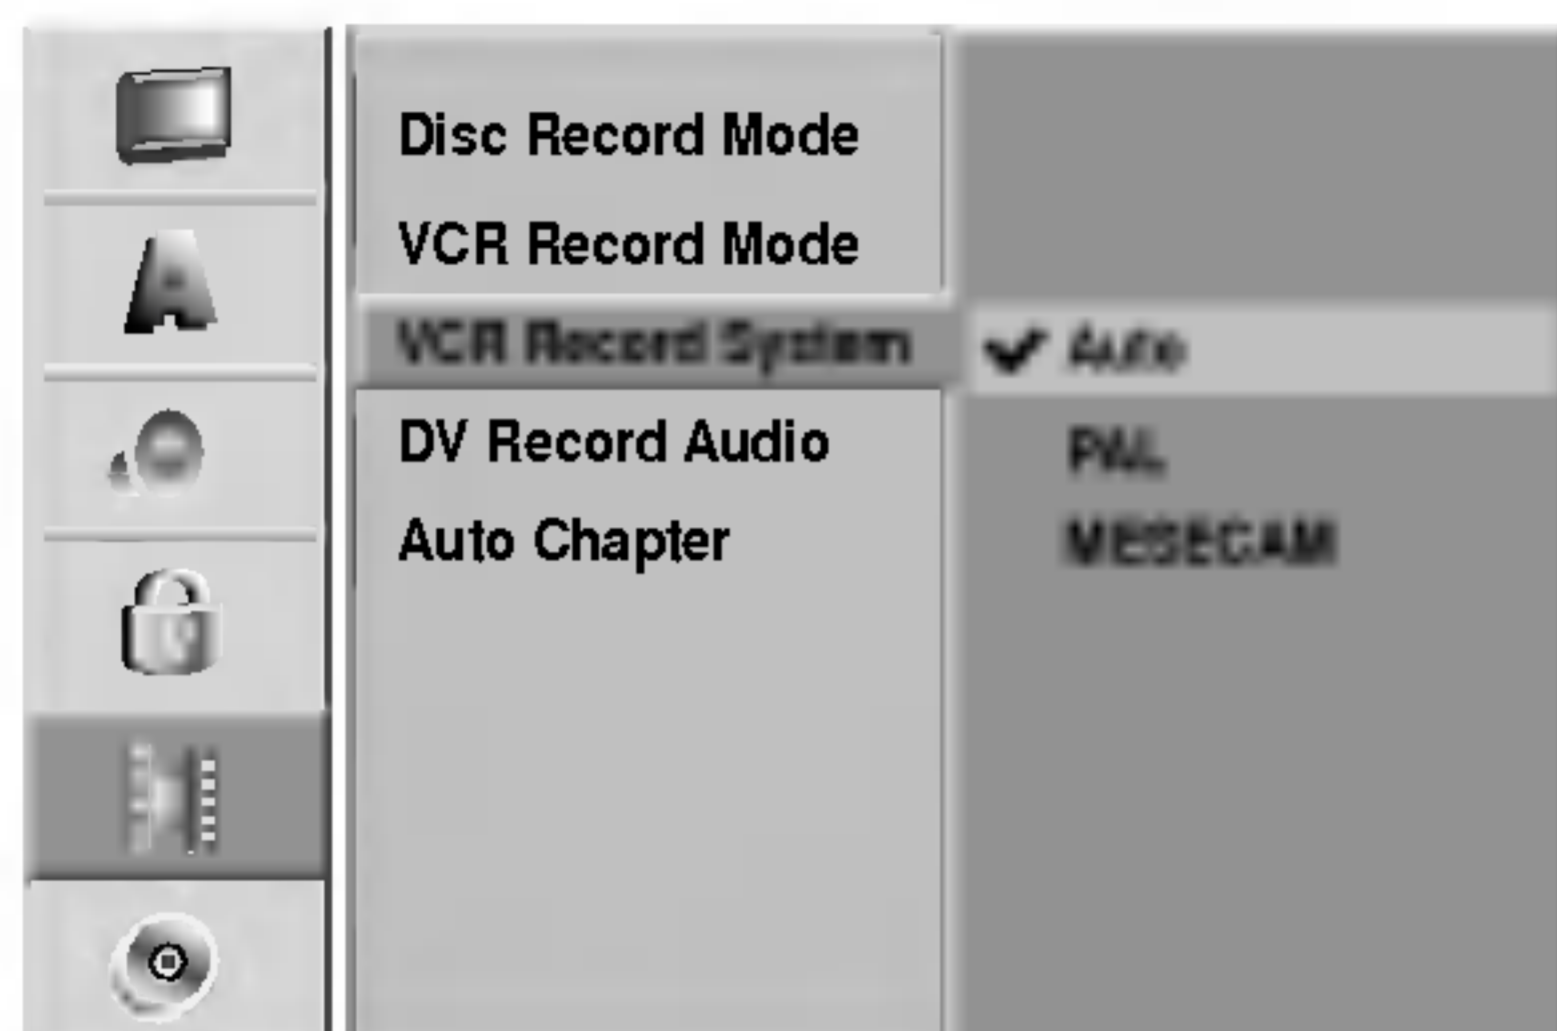 Disc Record Mode
VCR Record Mode
VCR Record System
Auto
DV Record Audio
PAL
Auto Chapter
MESECAM